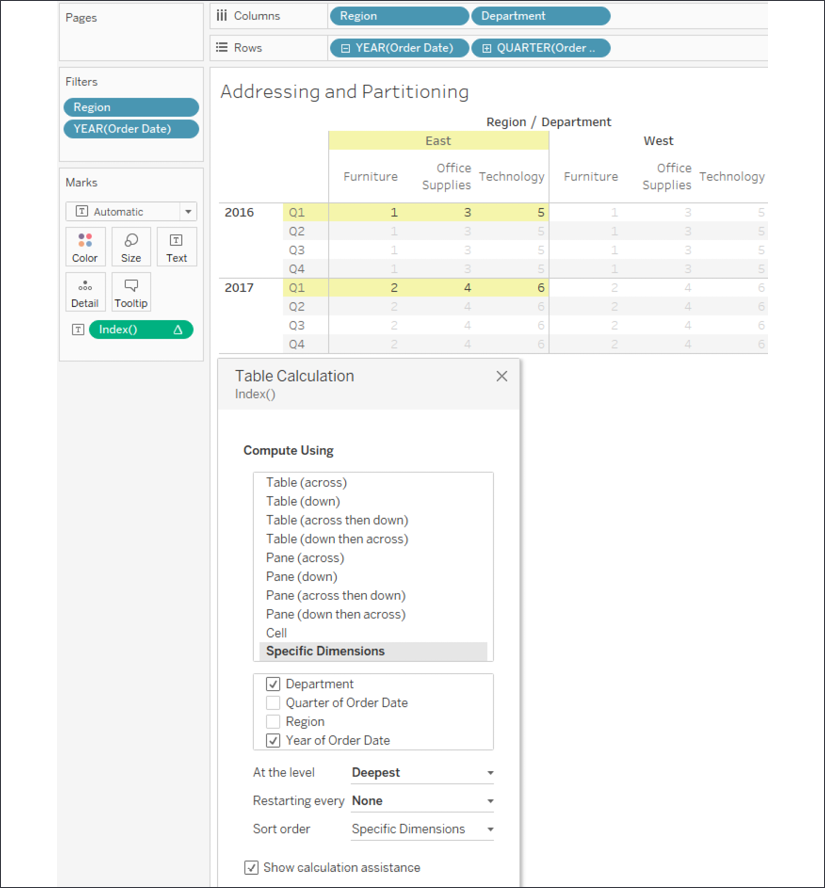 Pages
Columns Region Department
Rows YEAR(Order Date) QUARTER(Order ..
Filters
Region
YEAR(Order Date)
Marks
Automatic
Color Size Text
Detail Tooltip
Index()
Addressing and Partitioning
Region / Department
East West
Furniture Office Supplies Technology Furniture Office Supplies Technology
2016 Q1 1 3 5 1 3 5
Q2 1 3 5 1 3 5
Q3 1 3 5 1 3 5
Q4 1 3 5 1 3 5
2017 Q1 2 4 6 2 4 6
Q2 2 4 6 2 4 6
Q3 2 4 6 2 4 6
Q4 2 4 6 2 4 6
Table Calculation
Index()
Compute Using
Table (across)
Table (down)
Table (across then down)
Table (down then across)
Pane (across)
Pane (down)
Pane (across then down)
Pane (down then across)
Cell
Specific Dimensions
Department
Quarter of Order Date
Region
Year of Order Date
At the level Deepest
Restarting every None
Sort order Specific Dimensions
Show calculation assistance